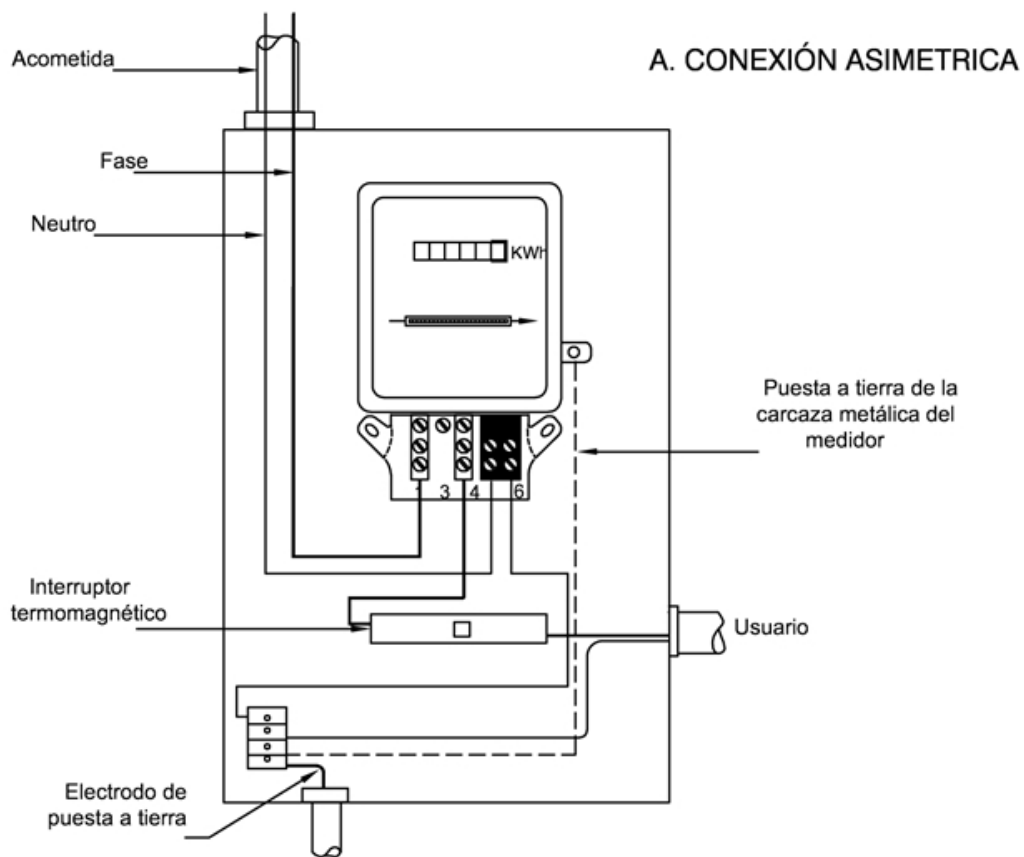 A. CONEXIÓN ASIMETRICA
Acometida
Fase
Neutro
KWh
Puesta a tierra de la
carcaza metálica del
medidor
1 3 4 6
Interruptor
termomagnético
Usuario
Electrodo de
puesta a tierra